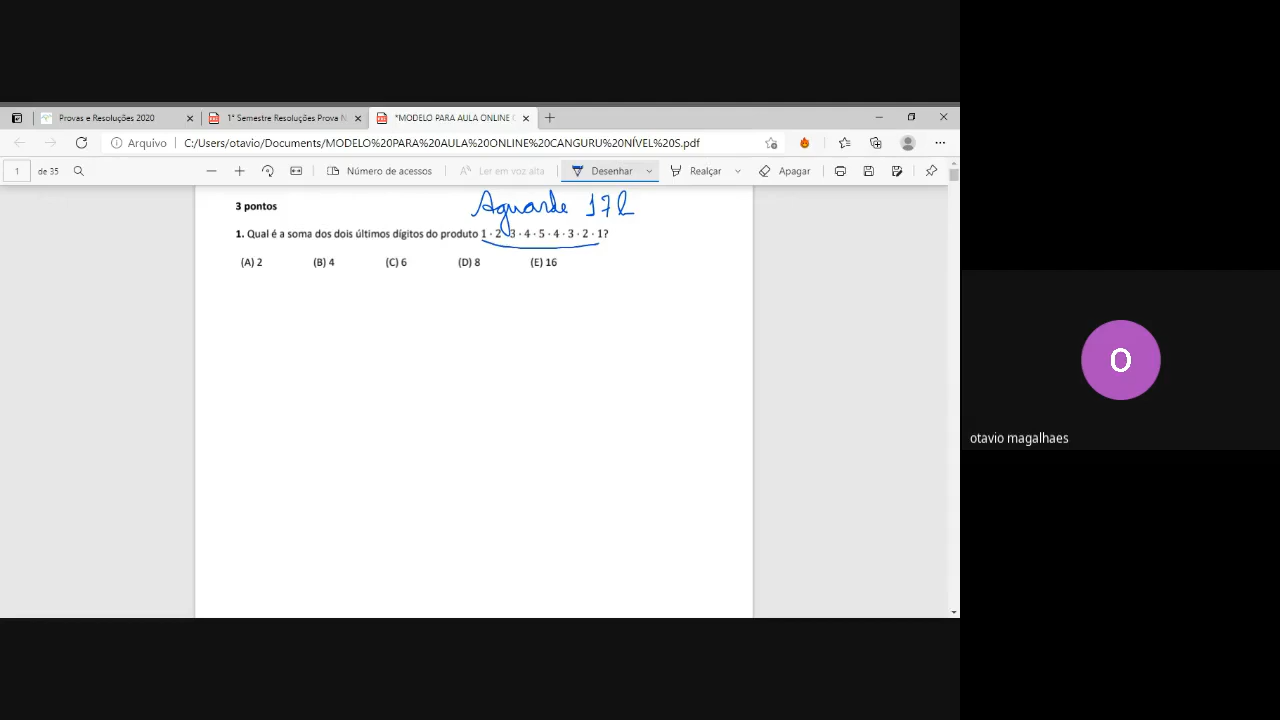 Provas e Resoluções 2020
1° Semestre Resoluções Prova N
*MODELO PARA AULA ONLINE C
Arquivo C:/Users/otavio/Documents/MODELO%20PARA%20AULA%20ONLINE%20CANGURU%20NÍVEL%20S.pdf
1 de 35 Número de acessos Ler em voz alta Desenhar Realçar Apagar
Aguarde 17h
3 pontos
1. Qual é a soma dos dois últimos dígitos do produto 1 · 2 · 3 · 4 · 5 · 4 · 3 · 2 · 1?
(A) 2 (B) 4 (C) 6 (D) 8 (E) 16
O
otavio magalhaes